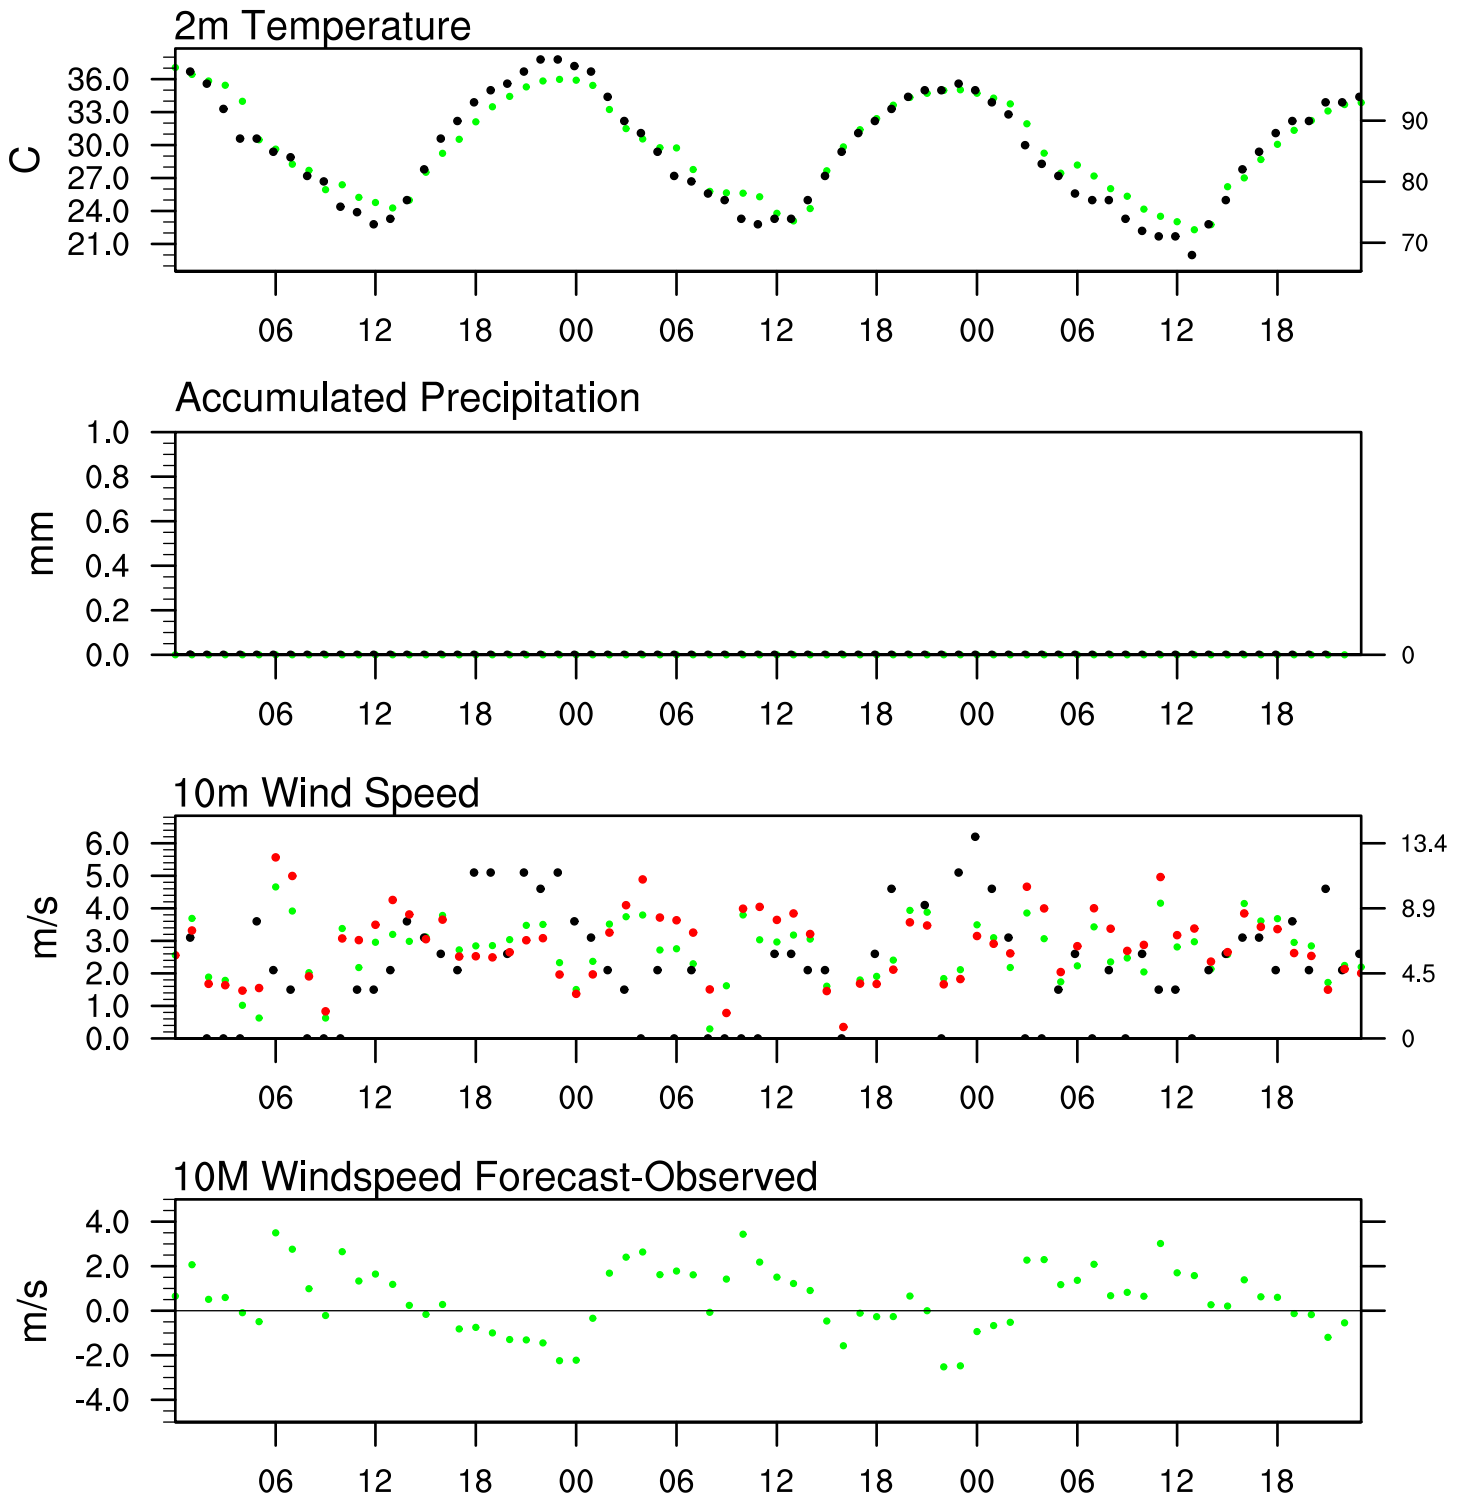 2m Temperature
36.0
33.0
30.0
27.0
24.0
21.0
C
90
80
70
06 12 18 00 06 12 18 00 06 12 18
Accumulated Precipitation
1.0
0.8
0.6
0.4
0.2
0.0
mm
0
06 12 18 00 06 12 18 00 06 12 18
10m Wind Speed
6.0
5.0
4.0
3.0
2.0
1.0
0.0
m/s
13.4
8.9
4.5
0
06 12 18 00 06 12 18 00 06 12 18
10M Windspeed Forecast-Observed
4.0
2.0
0.0
-2.0
-4.0
m/s
06 12 18 00 06 12 18 00 06 12 18